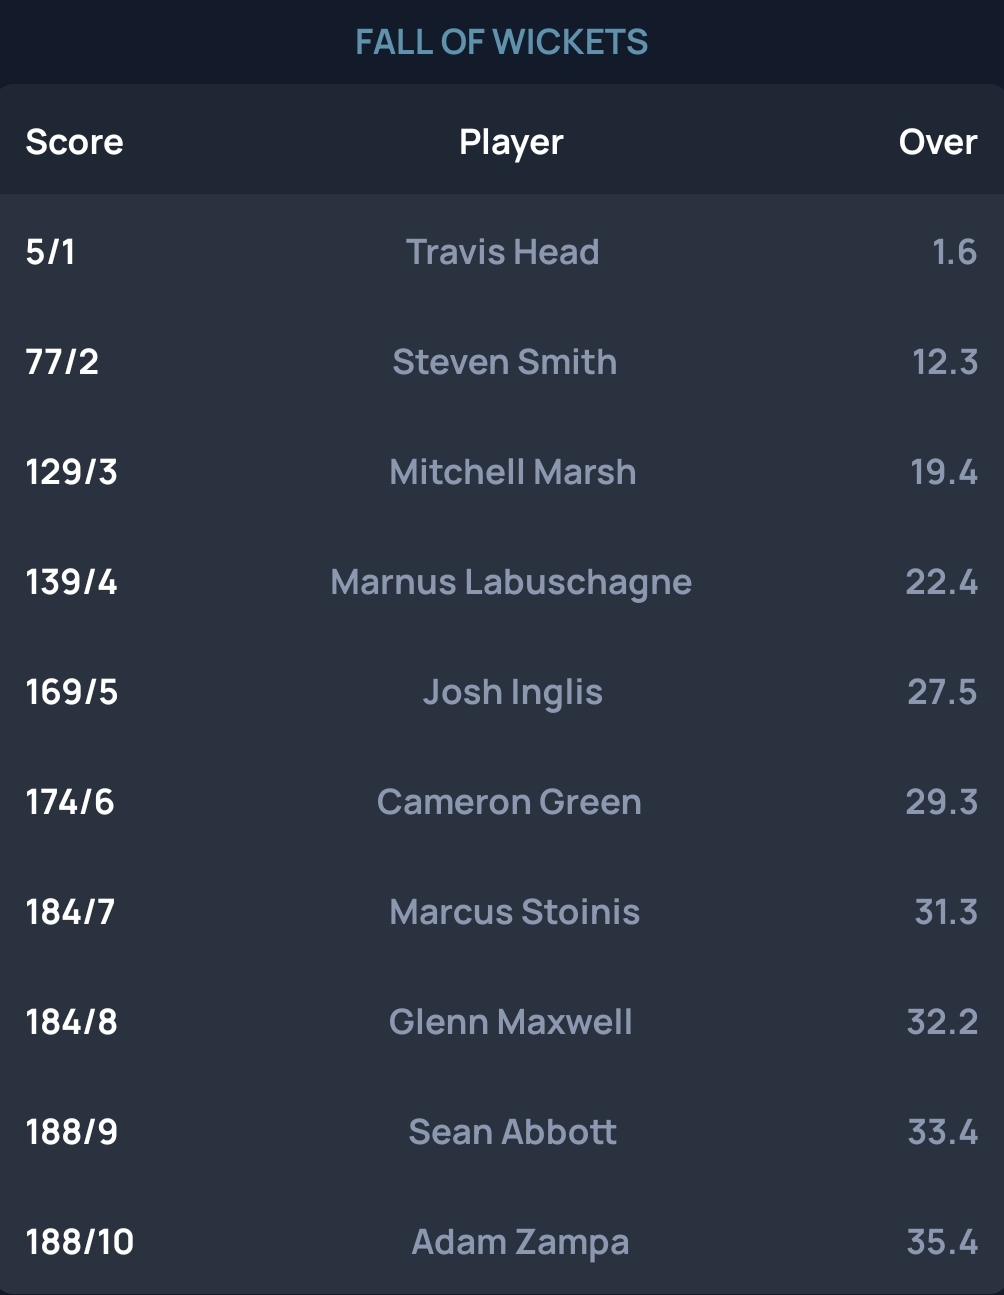 FALL OF WICKETS
Score Player Over
5/1 Travis Head 1.6
77/2 Steven Smith 12.3
129/3 Mitchell Marsh 19.4
139/4 Marnus Labuschagne 22.4
169/5 Josh Inglis 27.5
174/6 Cameron Green 29.3
184/7 Marcus Stoinis 31.3
184/8 Glenn Maxwell 32.2
188/9 Sean Abbott 33.4
188/10 Adam Zampa 35.4